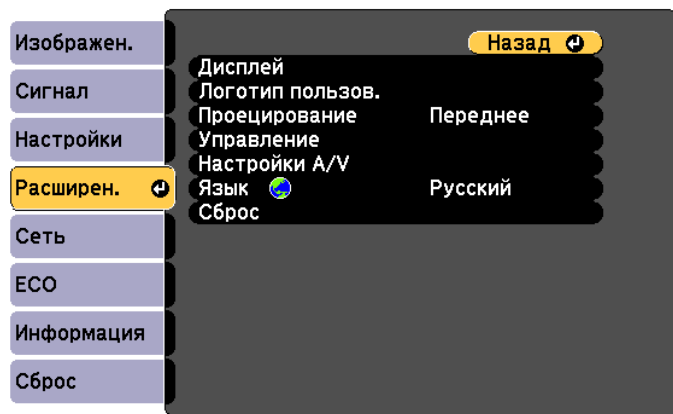 Изображен.
Сигнал
Настройки
Расширен.
Сеть
ECO
Информация
Сброс
Назад
Дисплей
Логотип пользов.
Проецирование Переднее
Управление
Настройки A/V
Язык Русский
Сброс